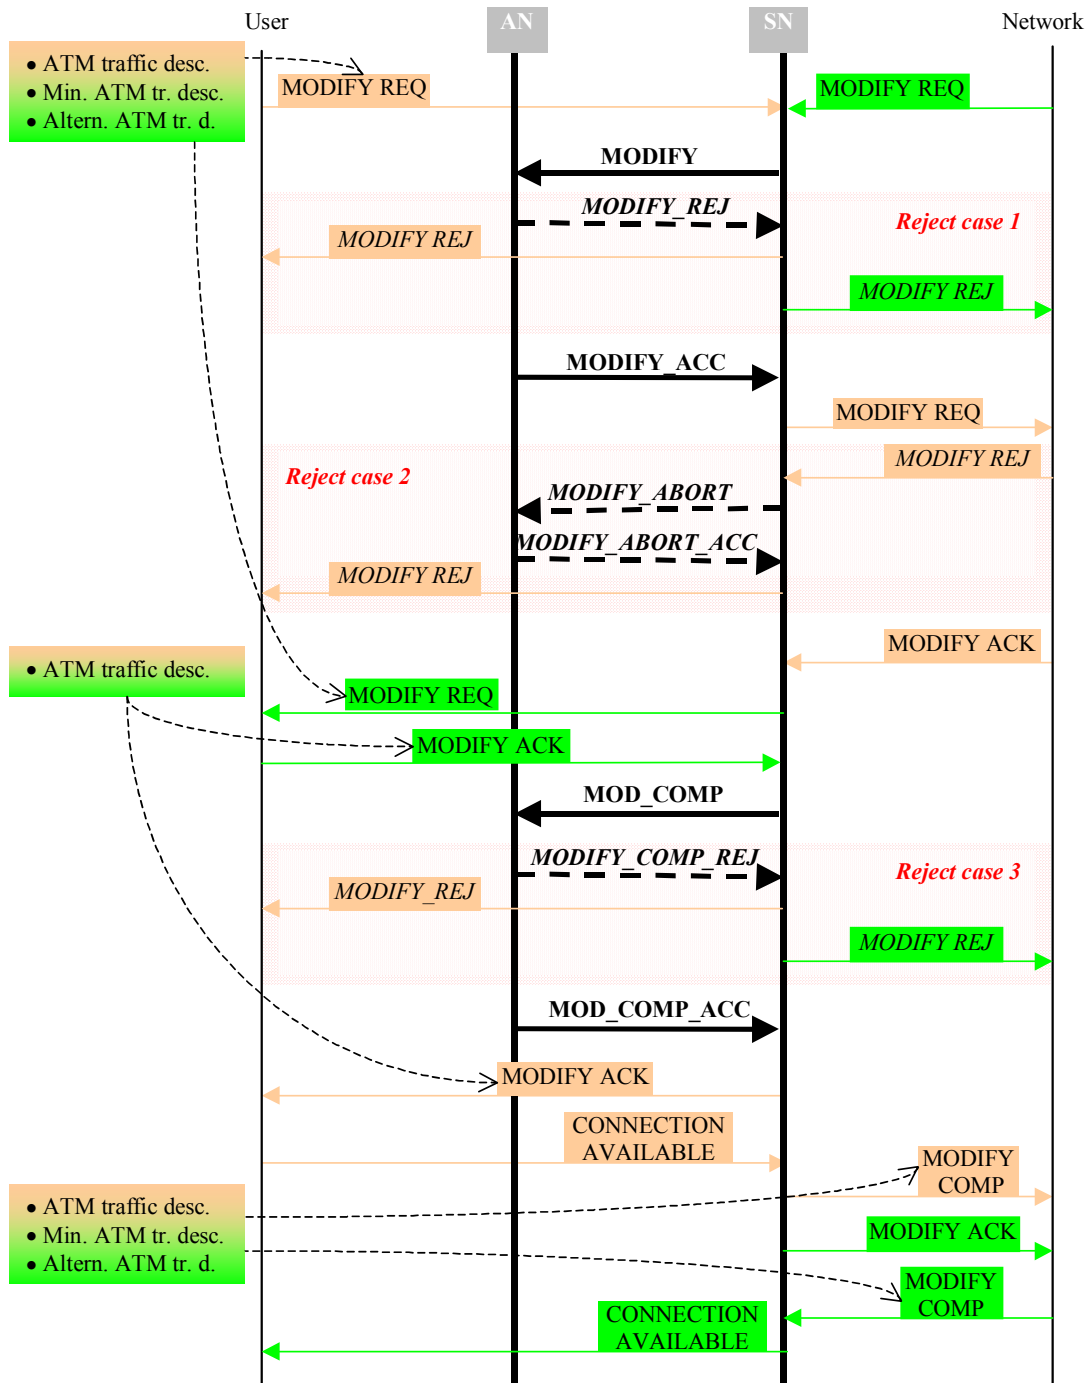 User
AN
SN
Network
• ATM traffic desc.
• Min. ATM tr. desc.
• Altern. ATM tr. d.
MODIFY REQ
MODIFY REQ
MODIFY
MODIFY_REJ
Reject case 1
MODIFY REJ
MODIFY REJ
MODIFY_ACC
MODIFY REQ
MODIFY REJ
Reject case 2
MODIFY_ABORT
MODIFY_ABORT_ACC
MODIFY REJ
MODIFY ACK
• ATM traffic desc.
MODIFY REQ
MODIFY ACK
MOD_COMP
MODIFY_COMP_REJ
Reject case 3
MODIFY_REJ
MODIFY REJ
MOD_COMP_ACC
MODIFY ACK
CONNECTION
AVAILABLE
MODIFY
COMP
• ATM traffic desc.
• Min. ATM tr. desc.
• Altern. ATM tr. d.
MODIFY ACK
MODIFY
COMP
CONNECTION
AVAILABLE